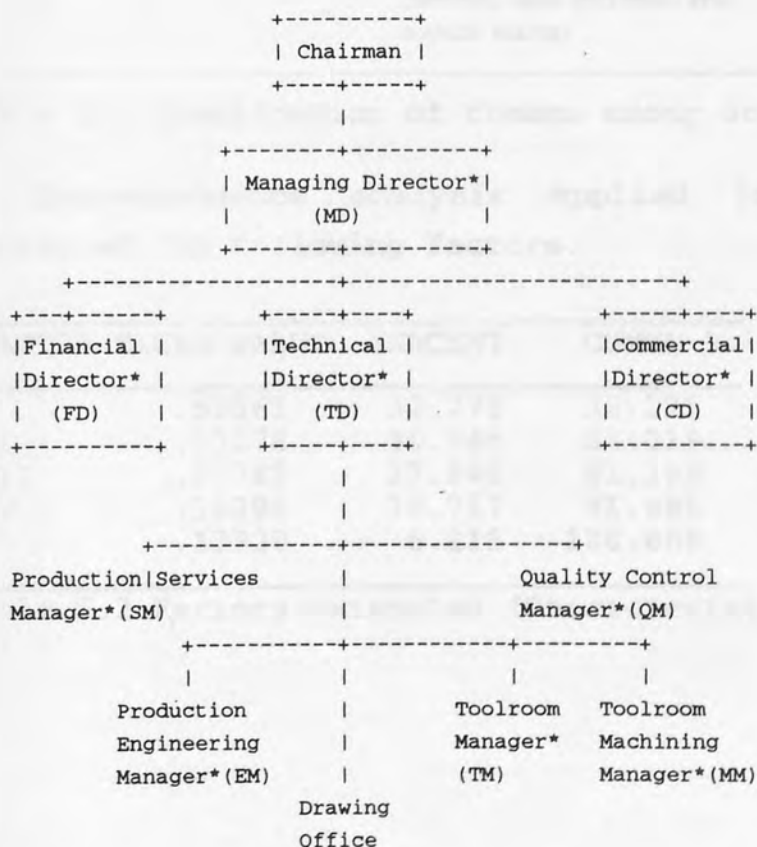 Chairman
Managing Director*
(MD)
Financial Technical Commercial
Director* Director* Director*
(FD) (TD) (CD)
Production Services Quality Control
Manager*(SM) Manager*(QM)
Production Toolroom Toolroom
Engineering Manager* Machining
Manager*(EM) (TM) Manager*(MM)
Drawing
Office